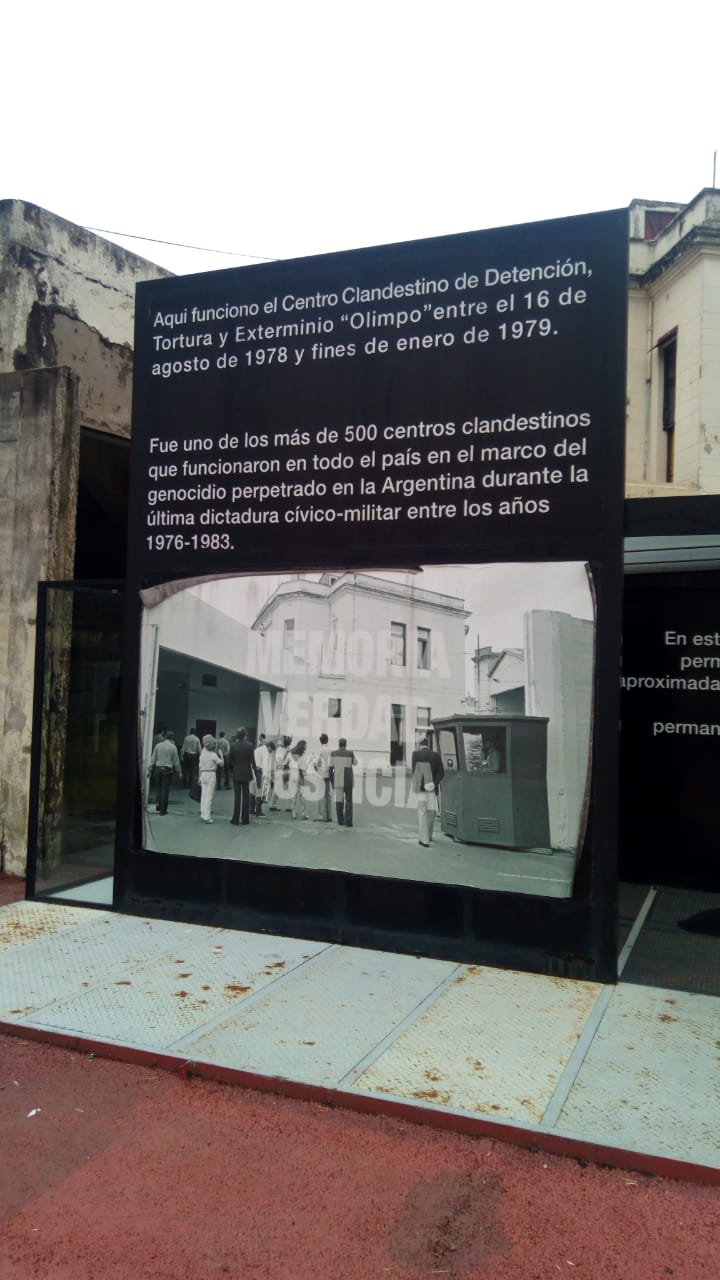 Aqui funciono el Centro Clandestino de Detención,
Tortura y Exterminio "Olimpo"entre el 16 de
agosto de 1978 y fines de enero de 1979.
Fue uno de los más de 500 centros clandestinos
que funcionaron en todo el país en el marco del
genocidio perpetrado en la Argentina durante la
última dictadura cívico-militar entre los años
1976-1983.
MEMORIA
VERDAD
JUSTICIA
En est
perm
aproximada
perman